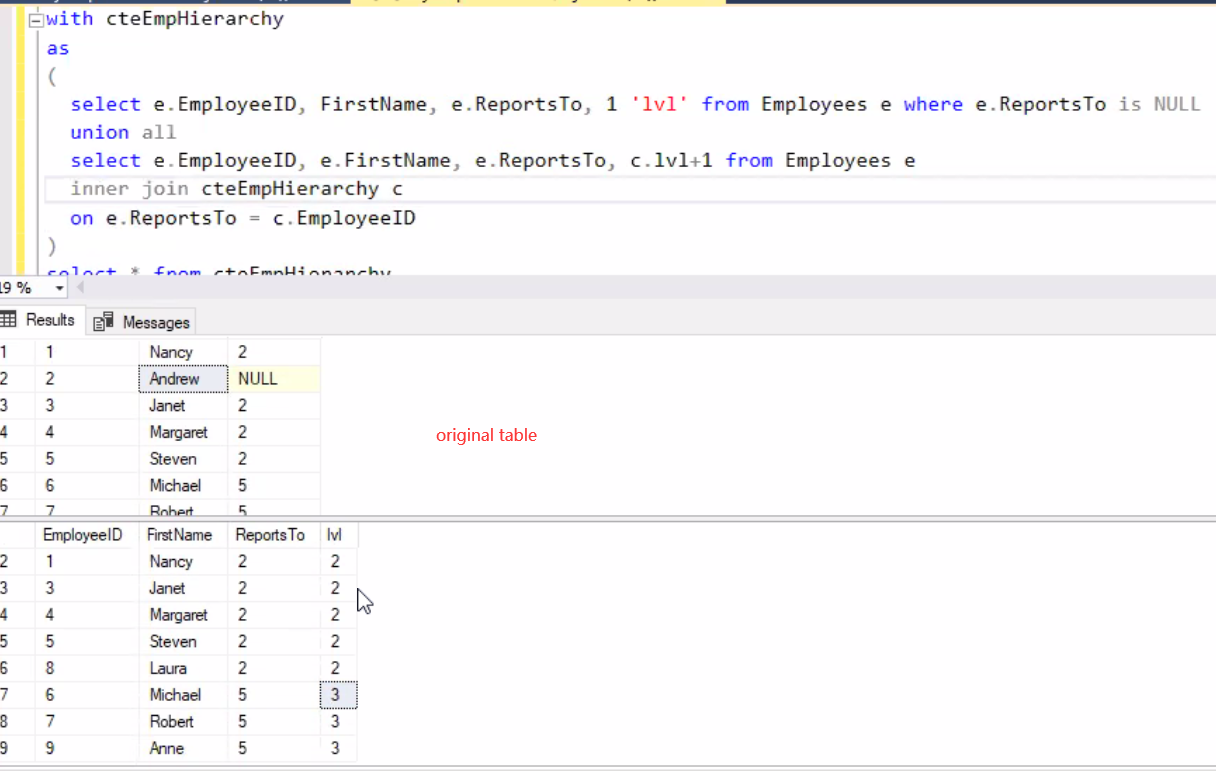 with cteEmpHierarchy
as
(
select e.EmployeeID, FirstName, e.ReportsTo, 1 'lvl' from Employees e where e.ReportsTo is NULL
union all
select e.EmployeeID, e.FirstName, e.ReportsTo, c.lvl+1 from Employees e
inner join cteEmpHierarchy c
on e.ReportsTo = c.EmployeeID
)
select * from cteEmpHierarchy
19 %
Results Messages
1 1 Nancy 2
2 2 Andrew NULL
3 3 Janet 2
4 4 Margaret 2
original table
5 5 Steven 2
6 6 Michael 5
7 7 Robert 5
EmployeeID FirstName ReportsTo lvl
2 1 Nancy 2 2
3 3 Janet 2 2
4 4 Margaret 2 2
5 5 Steven 2 2
6 8 Laura 2 2
7 6 Michael 5 3
8 7 Robert 5 3
9 9 Anne 5 3